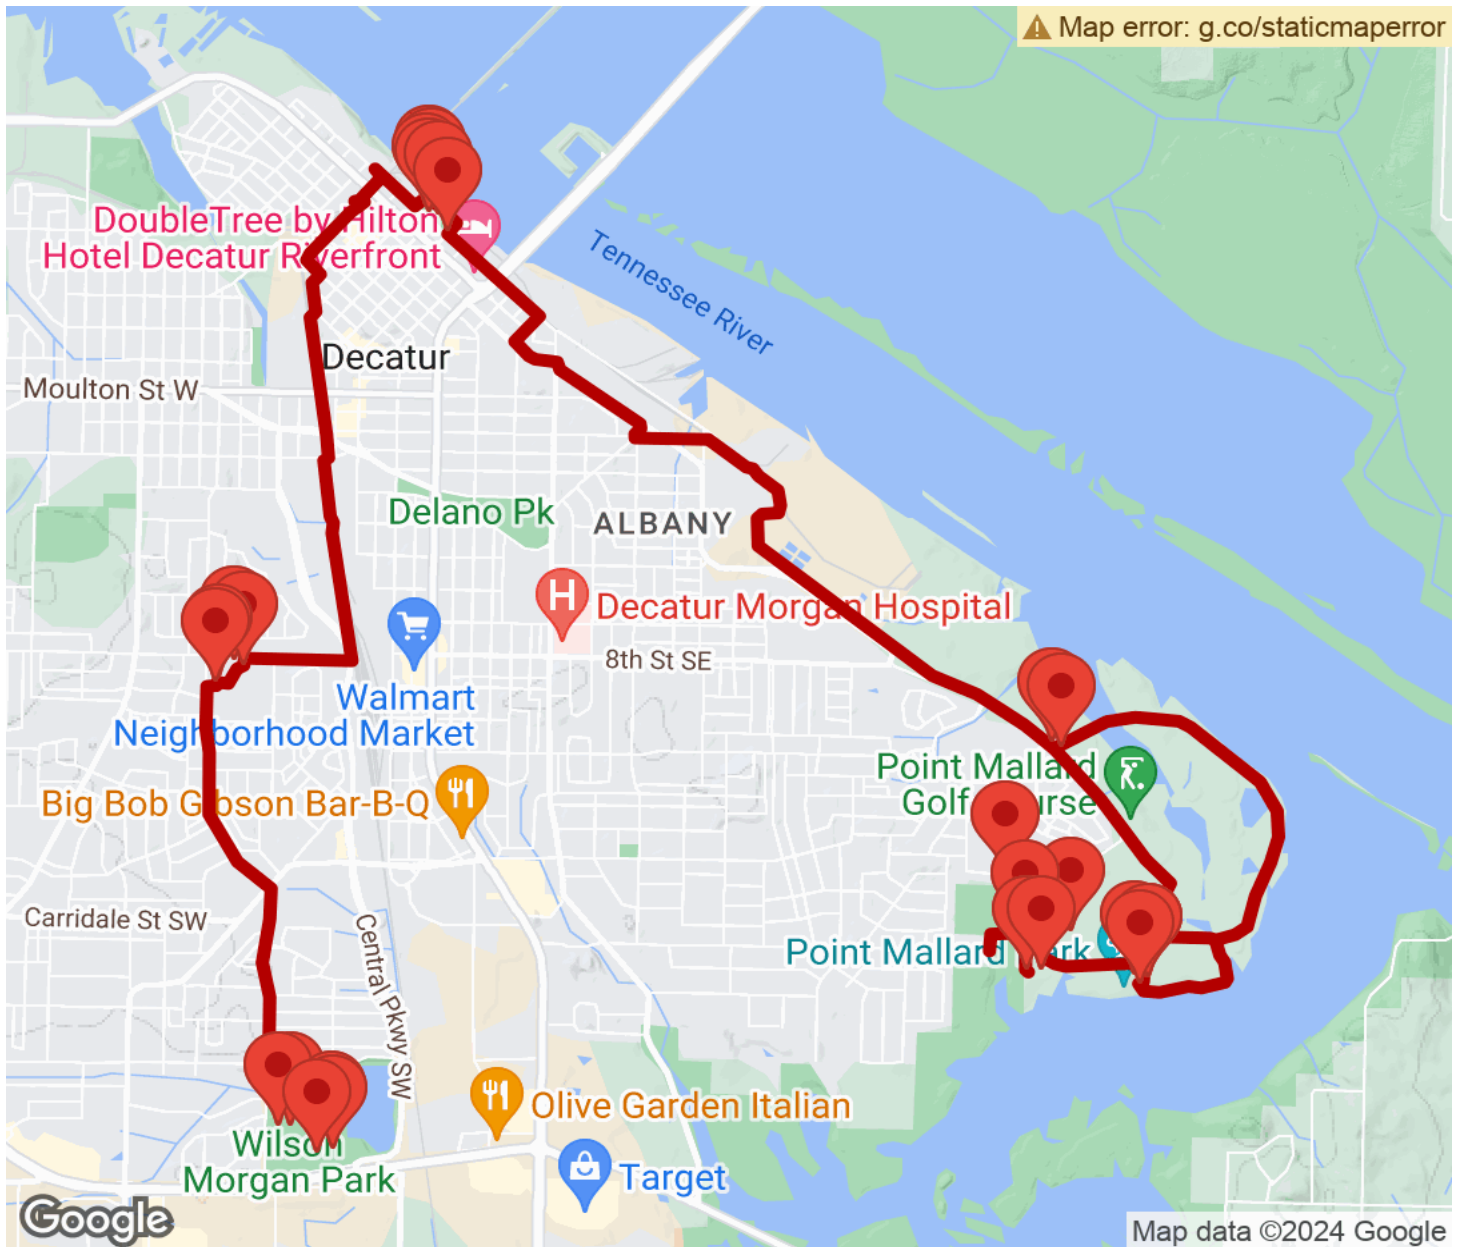 Map error: g.co/staticmaperror
DoubleTree by Hilton
Hotel Decatur Riverfront
Tennessee River
Decatur
Moulton St W
Delano Pk
ALBANY
H
Decatur Morgan Hospital
8th St SE
Walmart
Neighborhood Market
Point Mallard
Golf Course
Big Bob Gibson Bar-B-Q
Carridale St SW
Central Pkwy SW
Point Mallard Park
Olive Garden Italian
Wilson
Morgan Park
Target
Google
Map data ©2024 Google